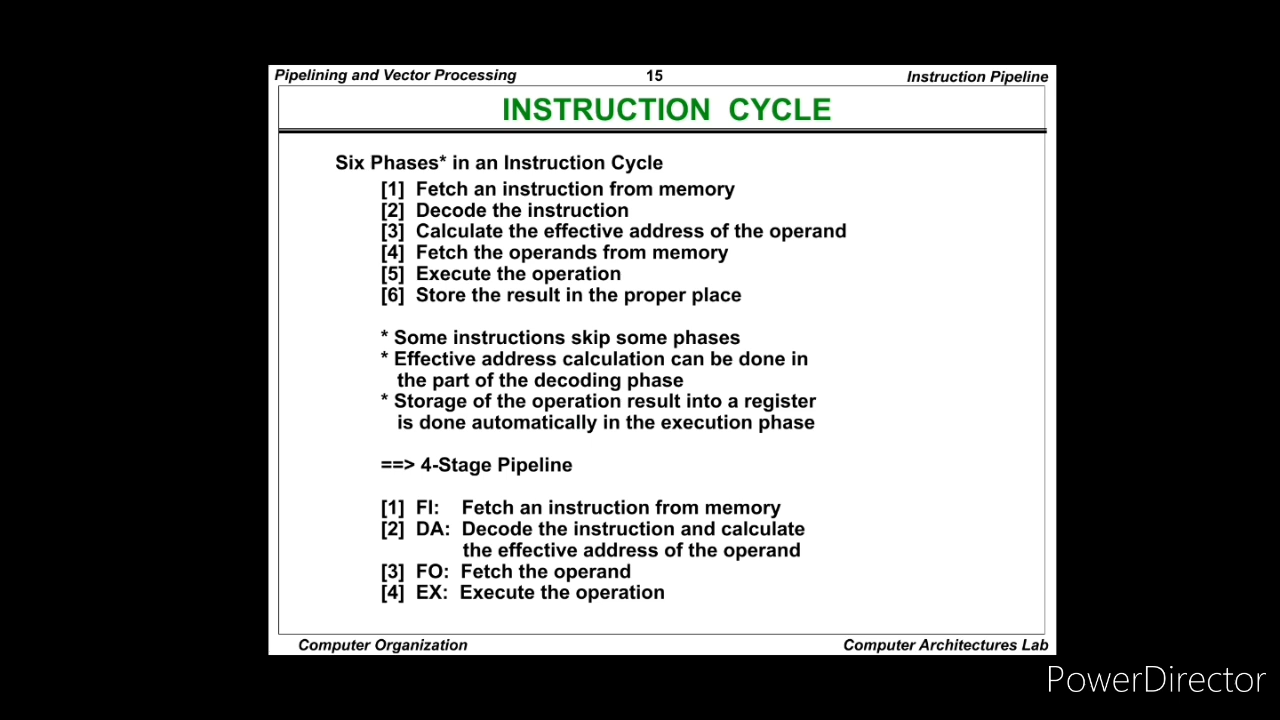 Pipelining and Vector Processing 15 Instruction Pipeline
INSTRUCTION CYCLE
Six Phases* in an Instruction Cycle
[1] Fetch an instruction from memory
[2] Decode the instruction
[3] Calculate the effective address of the operand
[4] Fetch the operands from memory
[5] Execute the operation
[6] Store the result in the proper place
* Some instructions skip some phases
* Effective address calculation can be done in
the part of the decoding phase
* Storage of the operation result into a register
is done automatically in the execution phase
==> 4-Stage Pipeline
[1] FI: Fetch an instruction from memory
[2] DA: Decode the instruction and calculate
the effective address of the operand
[3] FO: Fetch the operand
[4] EX: Execute the operation
Computer Organization Computer Architectures Lab
PowerDirector